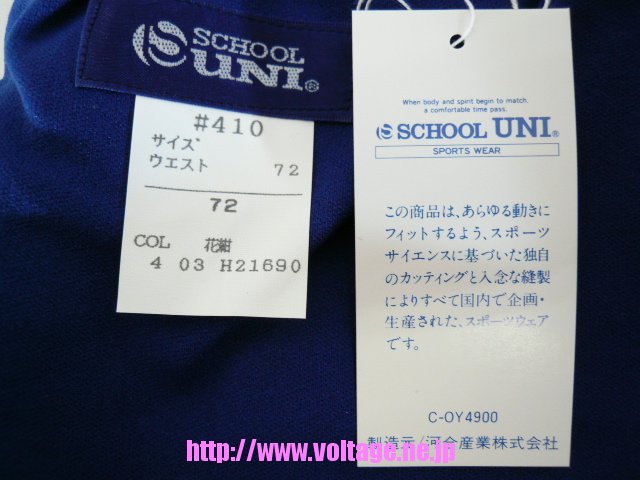 SCHOOL
UNI®
#410
サイズ
ウエスト 72
72
COL 花紺
4 03 H21690
When body and spirit begin to match.
a comfortable time pass.
SCHOOL UNI®
SPORTS WEAR
この商品は、あらゆる動きに
フィットするよう、スポーツ
サイエンスに基づいた独自
のカッティングと入念な縫製
によりすべて国内で企画・
生産された、スポーツウェア
です。
C-OY4900
製造元/河合産業株式会社
http://www.voltage.ne.jp